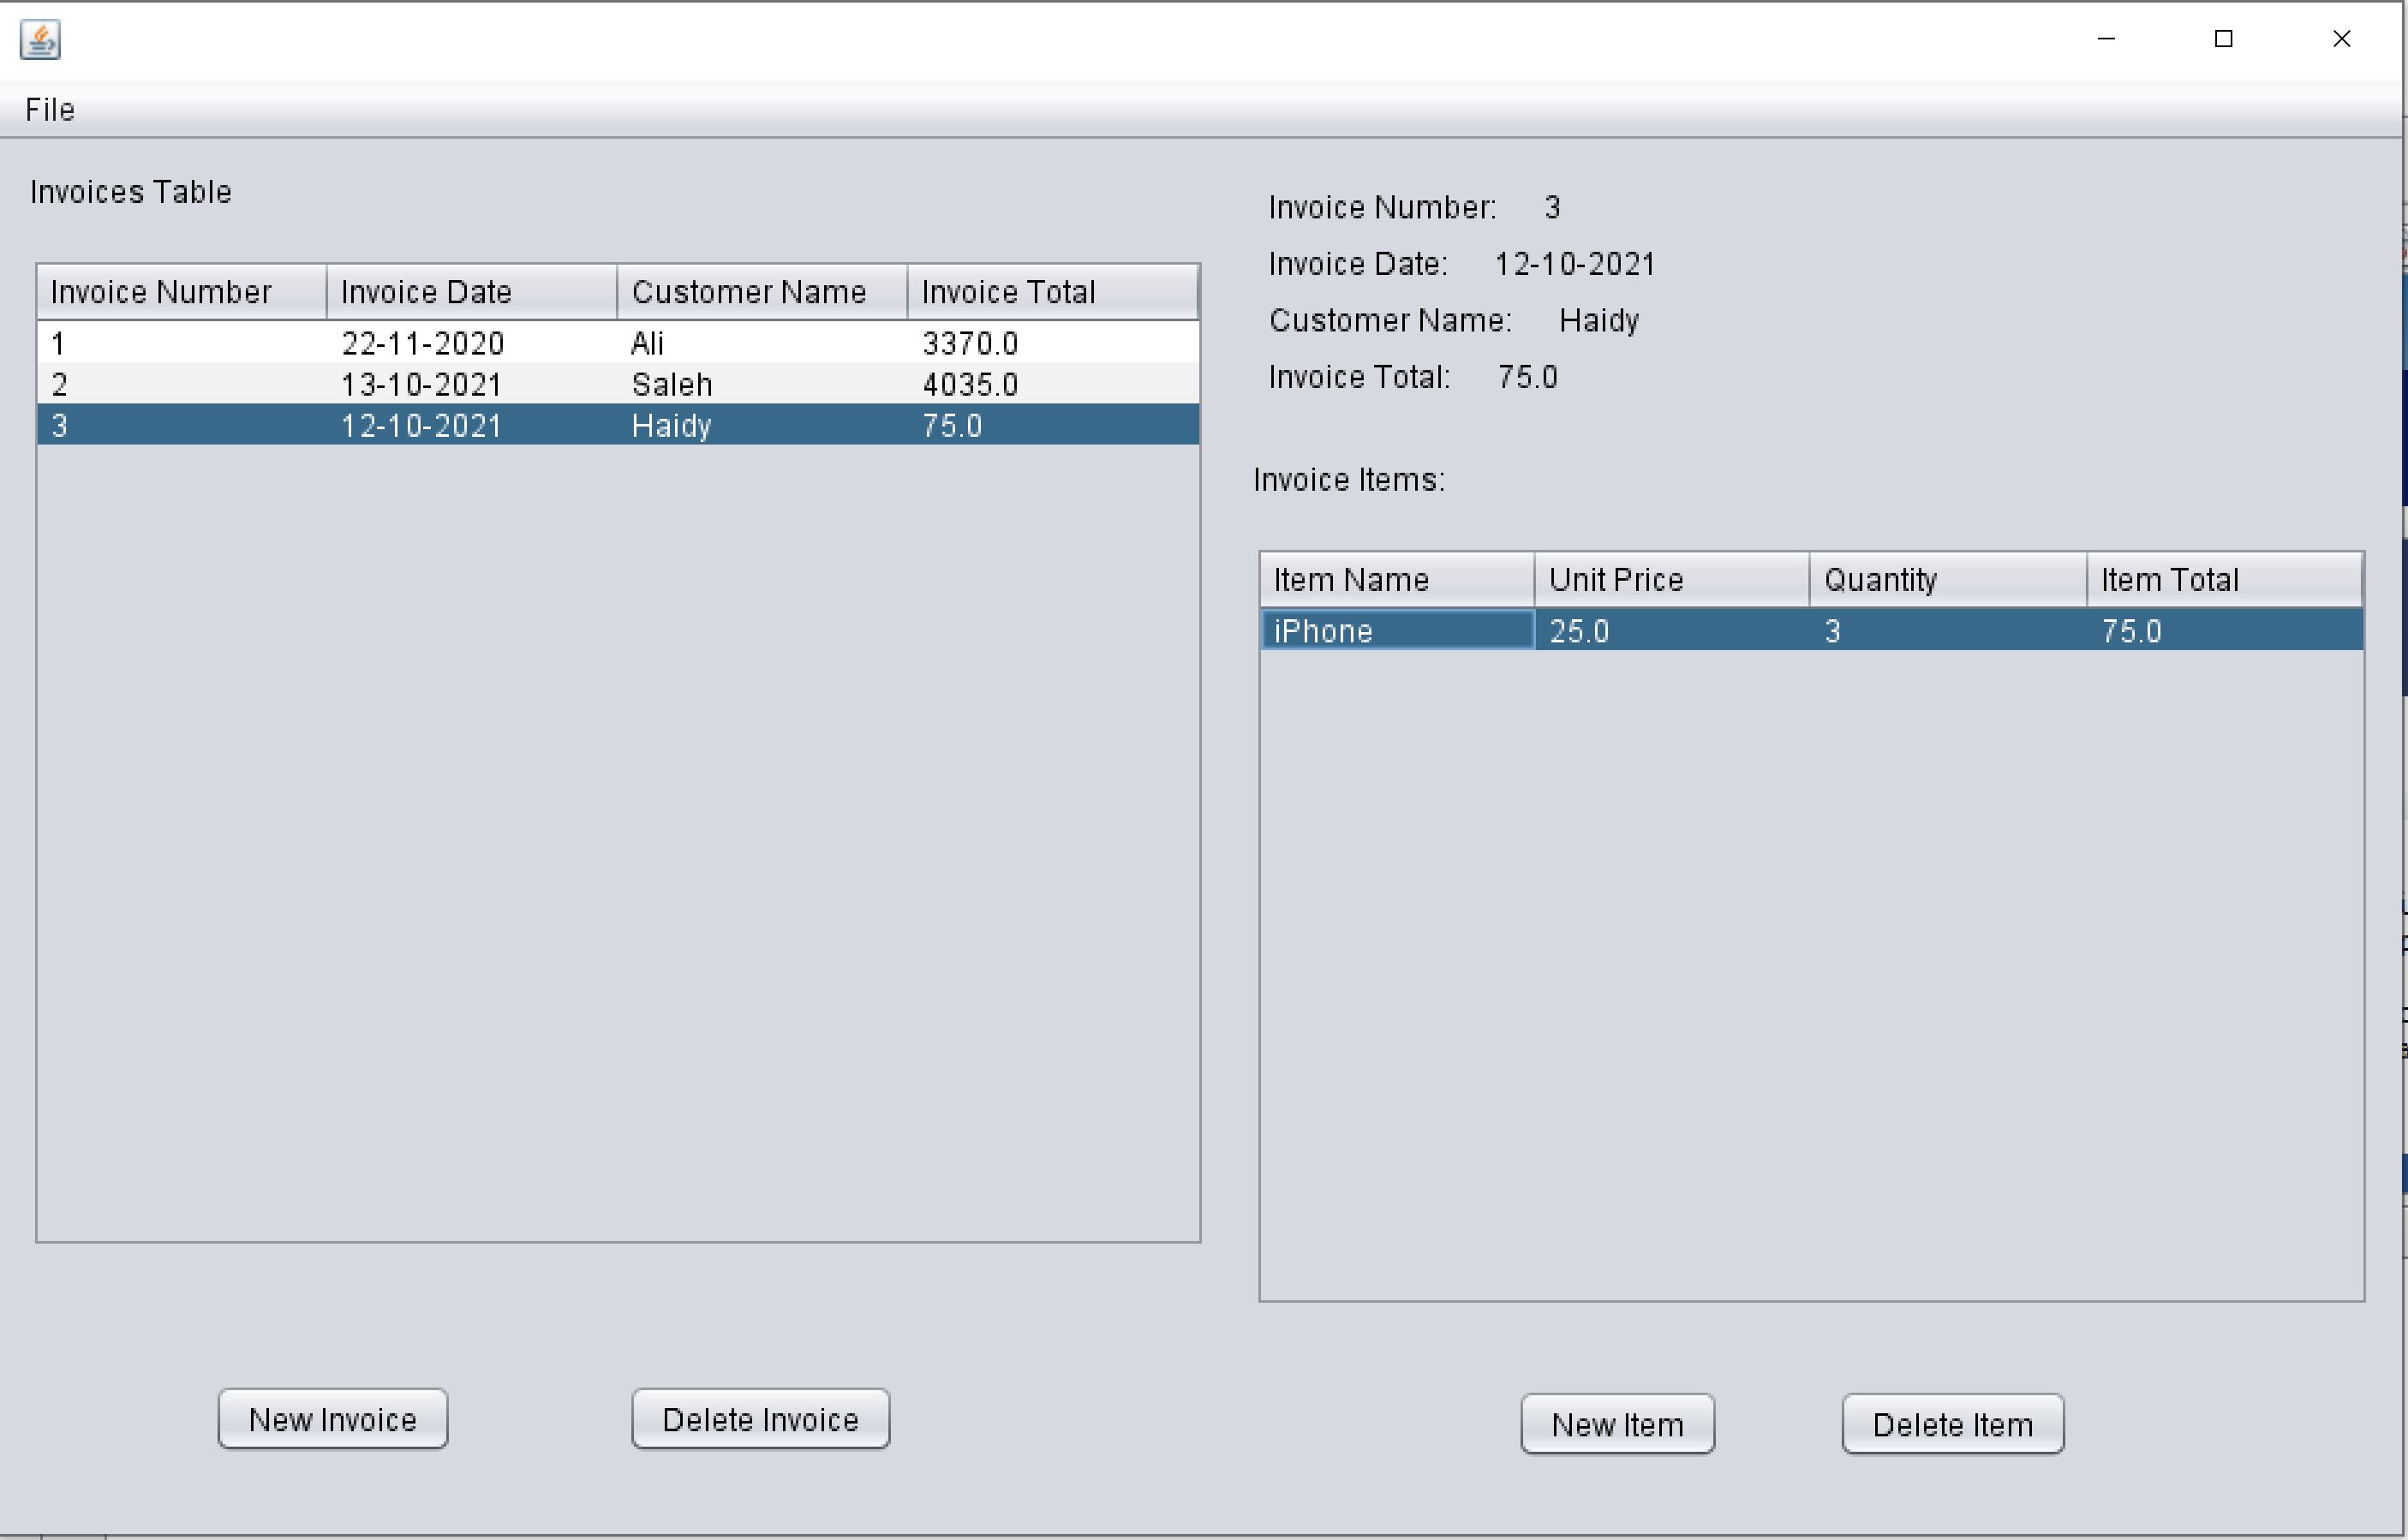 File
Invoices Table
Invoice Number Invoice Date Customer Name Invoice Total
1 22-11-2020 Ali 3370.0
2 13-10-2021 Saleh 4035.0
3 12-10-2021 Haidy 75.0
New Invoice Delete Invoice
Invoice Number: 3
Invoice Date: 12-10-2021
Customer Name: Haidy
Invoice Total: 75.0
Invoice Items:
Item Name Unit Price Quantity Item Total
iPhone 25.0 3 75.0
New Item Delete Item